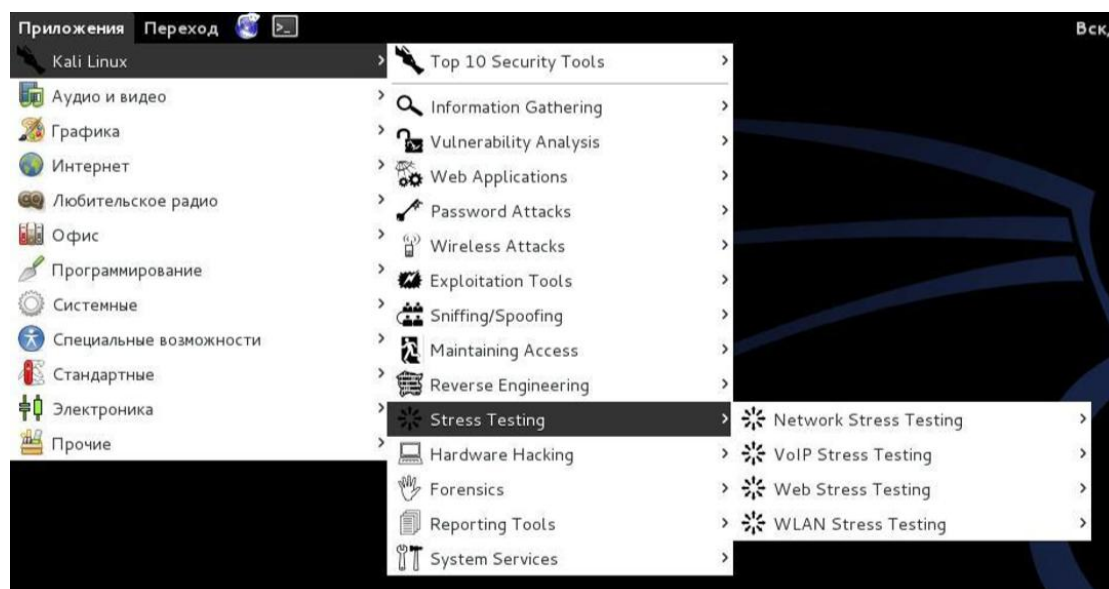 Приложения Переход Вск,
Kali Linux
Аудио и видео
Графика
Интернет
Любительское радио
Офис
Программирование
Системные
Специальные возможности
Стандартные
Электроника
Прочие
Top 10 Security Tools
Information Gathering
Vulnerability Analysis
Web Applications
Password Attacks
Wireless Attacks
Exploitation Tools
Sniffing/Spoofing
Maintaining Access
Reverse Engineering
Stress Testing
Hardware Hacking
Forensics
Reporting Tools
System Services
Network Stress Testing
VoIP Stress Testing
Web Stress Testing
WLAN Stress Testing